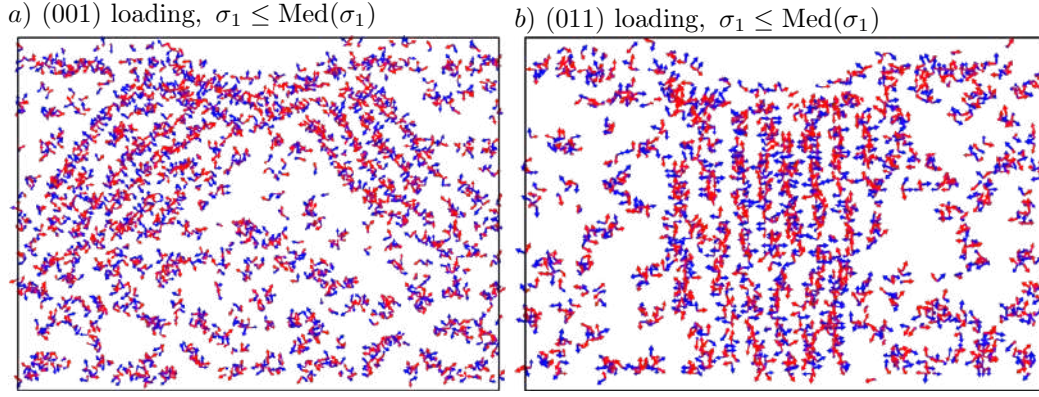 a) (001) loading, σ₁ ≤ Med(σ₁)
b) (011) loading, σ₁ ≤ Med(σ₁)